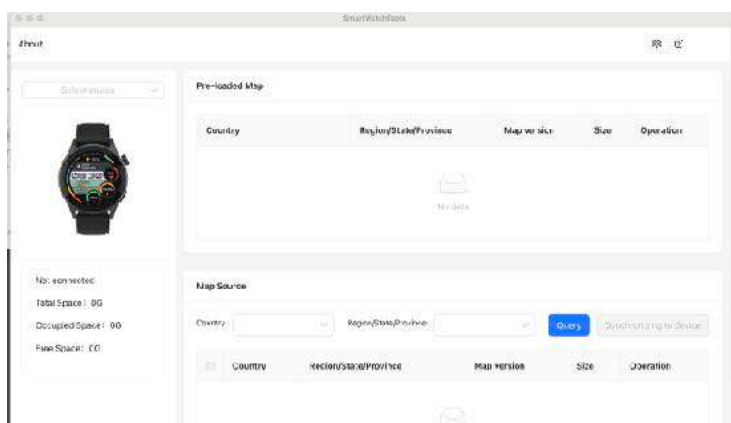 SmartWatchTools
About
Select mode
Pre-loaded Map
Country Region/State/Province Map version Size Operation
No data
Not connected
Total Space: 0G
Occupied Space: 0G
Free Space: 0G
Map Source
Country Region/State/Province Query Synchronizing to device
Country Region/State/Province Map version Size Operation